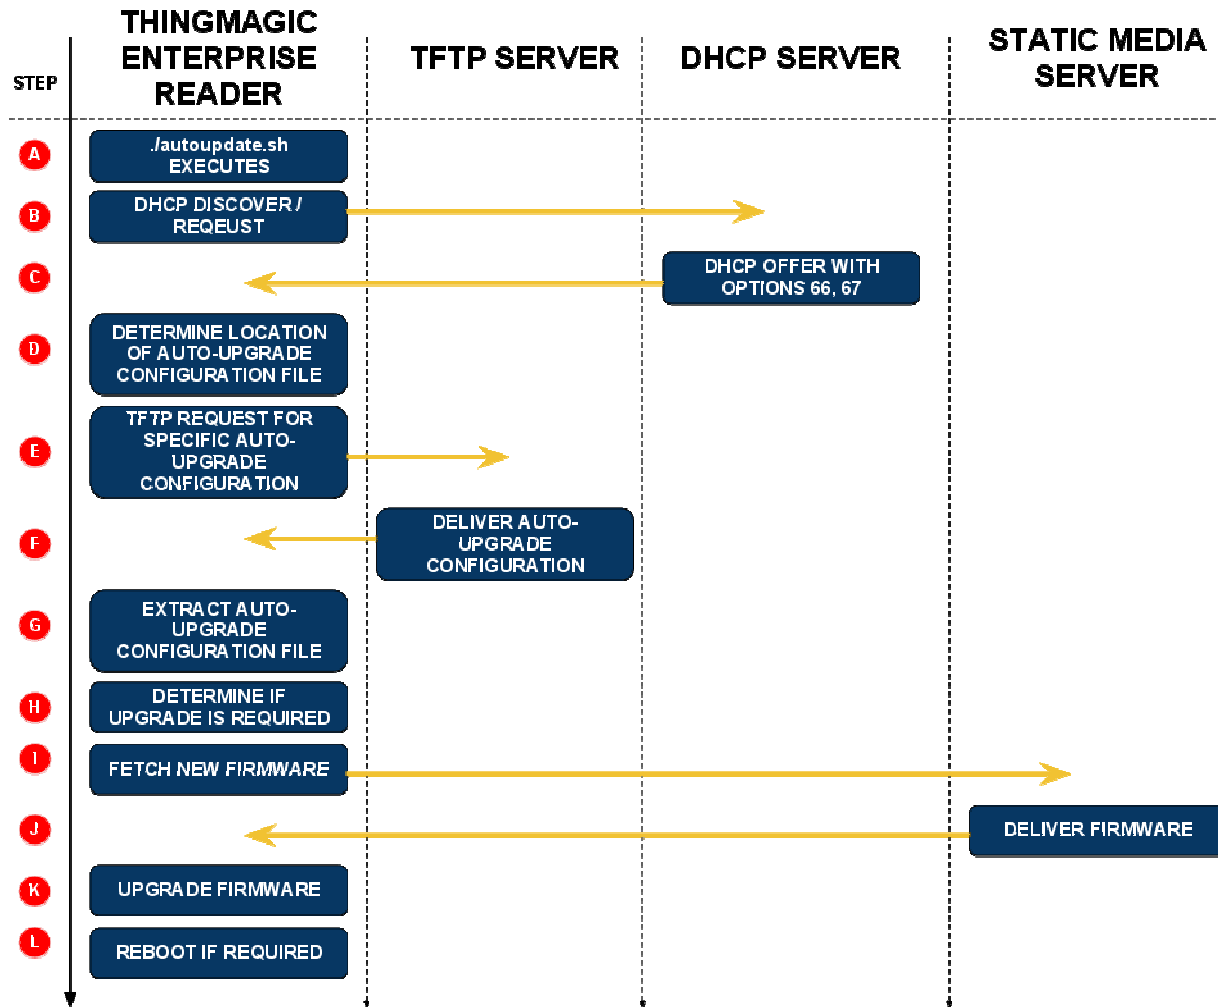 THINGMAGIC
ENTERPRISE
READER
TFTP SERVER
DHCP SERVER
STATIC MEDIA
SERVER
STEP
A
./autoupdate.sh
EXECUTES
B
DHCP DISCOVER /
REQEUST
C
DHCP OFFER WITH
OPTIONS 66, 67
D
DETERMINE LOCATION
OF AUTO-UPGRADE
CONFIGURATION FILE
E
TFTP REQUEST FOR
SPECIFIC AUTO-
UPGRADE
CONFIGURATION
F
DELIVER AUTO-
UPGRADE
CONFIGURATION
G
EXTRACT AUTO-
UPGRADE
CONFIGURATION FILE
H
DETERMINE IF
UPGRADE IS REQUIRED
I
FETCH NEW FIRMWARE
J
DELIVER FIRMWARE
K
UPGRADE FIRMWARE
L
REBOOT IF REQUIRED